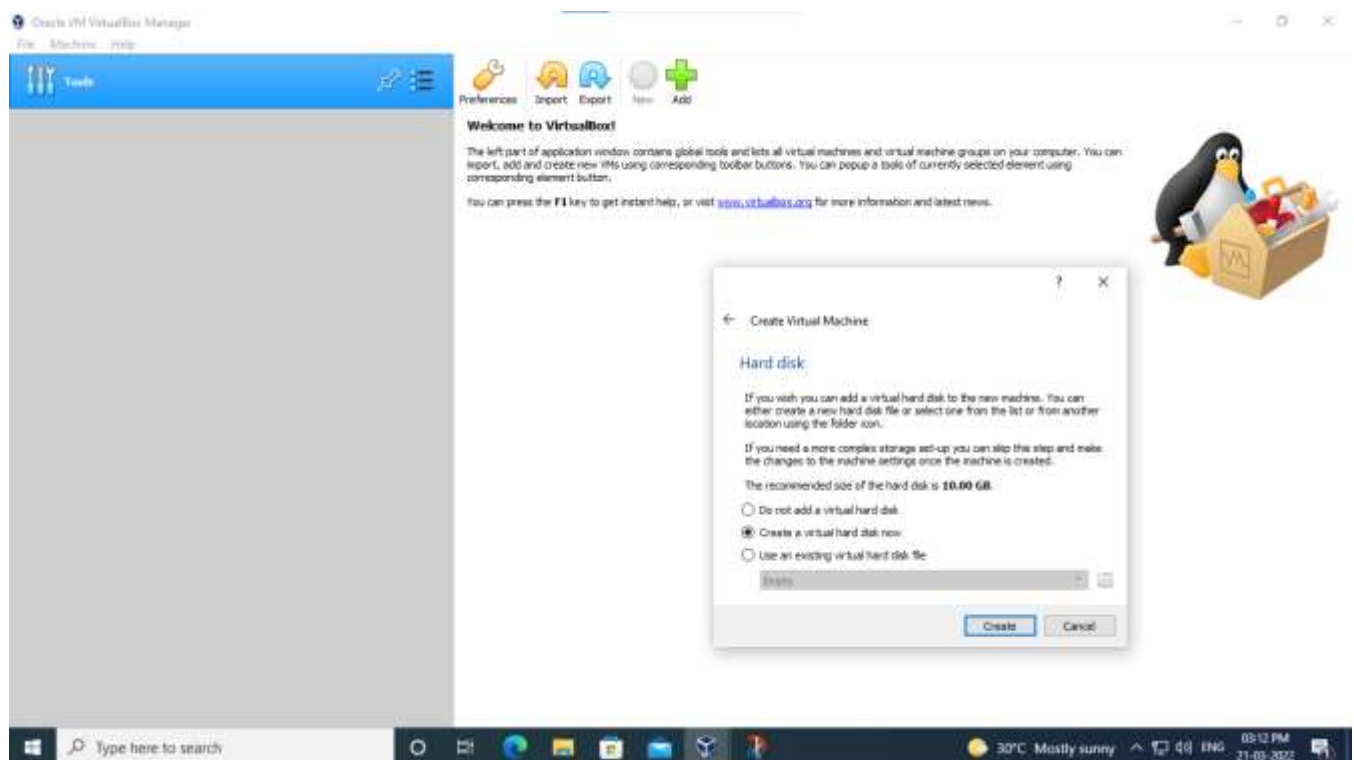 Oracle VM VirtualBox Manager
File Machine Help
Tools
Preferences Import Export New Add
Welcome to VirtualBox!
The left part of application window contains global tools and lists all virtual machines and virtual machine groups on your computer. You can
import, add and create new VMs using corresponding toolbar buttons. You can popup a tools of currently selected element using
corresponding element button.
You can press the F1 key to get instant help, or visit www.virtualbox.org for more information and latest news.
? ×
← Create Virtual Machine
Hard disk
If you wish you can add a virtual hard disk to the new machine. You can
either create a new hard disk file or select one from the list or from another
location using the folder icon.
If you need a more complex storage set-up you can skip this step and make
the changes to the machine settings once the machine is created.
The recommended size of the hard disk is 10.00 GB.
Do not add a virtual hard disk
Create a virtual hard disk now
Use an existing virtual hard disk file
Empty
Create Cancel
Type here to search
30°C Mostly sunny ENG
03:12 PM